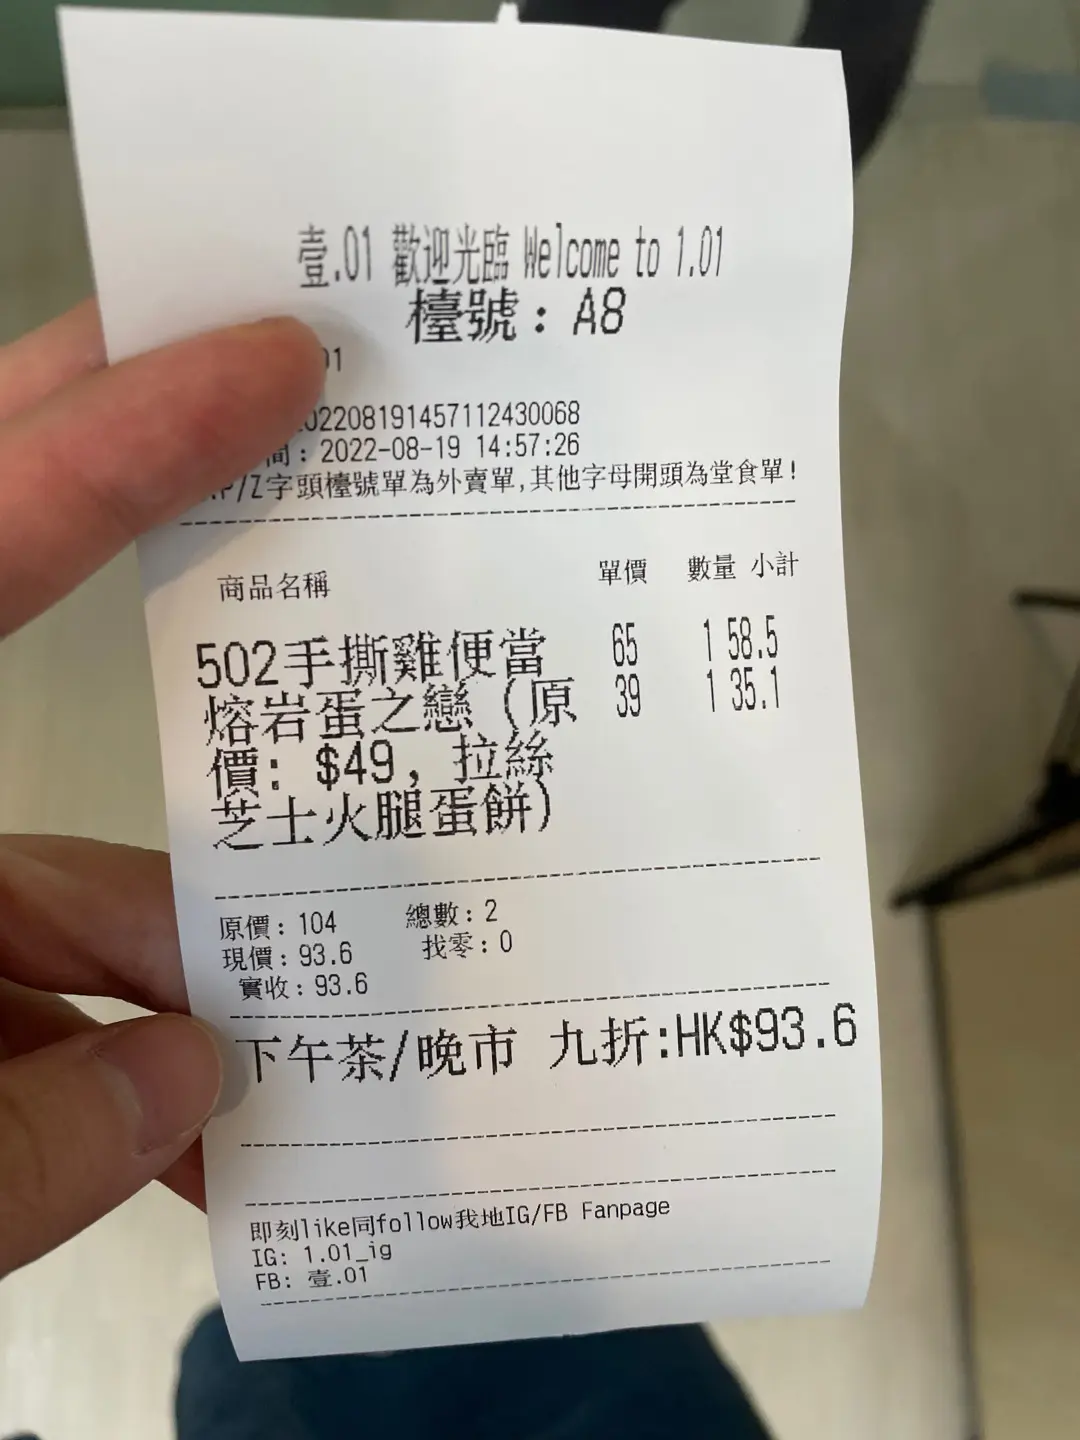 壹.01 歡迎光臨 Welcome to 1.01
檯號: A8
01
02208191457112430068
間: 2022-08-19 14:57:26
P/Z字頭檯號單為外賣單,其他字母開頭為堂食單!
商品名稱 單價 數量 小計
502手撕雞便當 65 1 58.5
熔岩蛋之戀 (原 39 1 35.1
價: $49, 拉絲
芝士火腿蛋餅)
原價: 104 總數: 2
現價: 93.6 找零: 0
實收: 93.6
下午茶/晚市 九折:HK$93.6
即刻like同follow我地IG/FB Fanpage
IG: 1.01_ig
FB: 壹.01